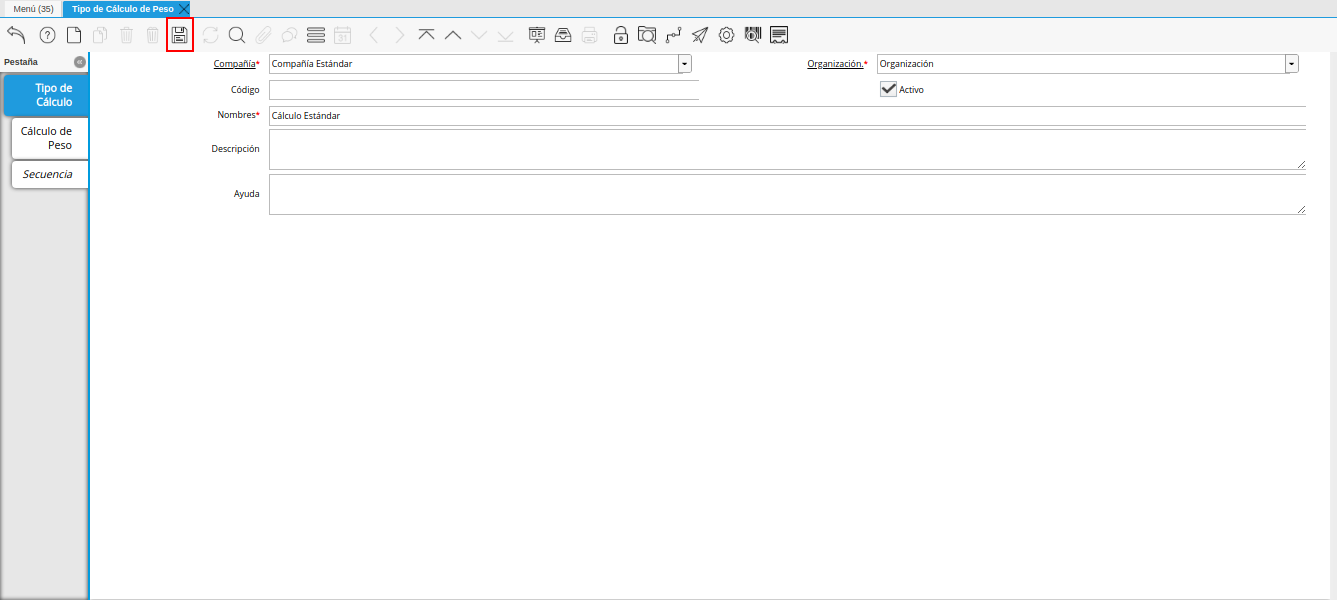 Menú (35)
Tipo de Cálculo de Peso
?
31
Pestaña
«
Tipo de
Cálculo
Cálculo de
Peso
Secuencia
Compañía*
Compañía Estándar
Organización.*
Organización
Código
Activo
Nombres*
Cálculo Estándar
Descripción
Ayuda